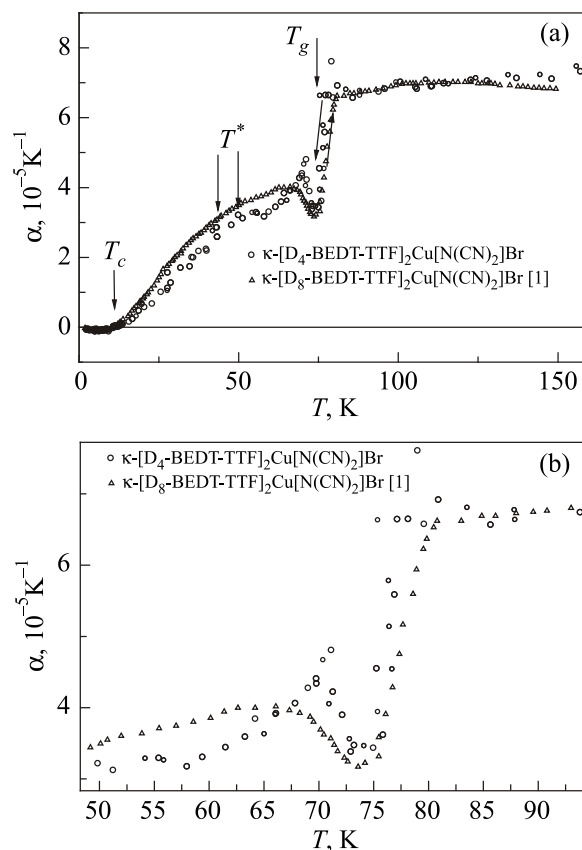 (a)
T_g
8
6
T*
α, 10⁻⁵K⁻¹
4
T_c
2
○ κ-[D₄-BEDT-TTF]₂Cu[N(CN)₂]Br
△ κ-[D₈-BEDT-TTF]₂Cu[N(CN)₂]Br [1]
0
0 25 50 75 100 125 150
T, K
○ κ-[D₄-BEDT-TTF]₂Cu[N(CN)₂]Br (b)
△ κ-[D₈-BEDT-TTF]₂Cu[N(CN)₂]Br [1]
6
α, 10⁻⁵K⁻¹
4
50 55 60 65 70 75 80 85 90
T, K